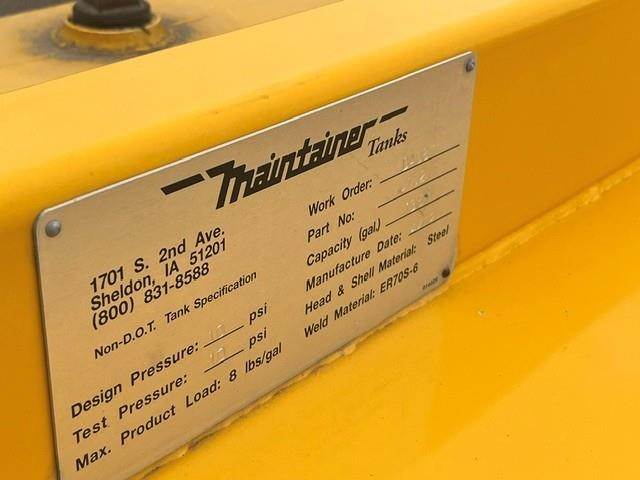 Maintainer Tanks
1701 S. 2nd Ave.
Sheldon, IA 51201
(800) 831-8588
Non-D.O.T. Tank Specification
Design Pressure: 10 psi
Test Pressure: 10 psi
Max. Product Load: 8 lbs/gal
Work Order:
Part No:
Capacity (gal.)
Manufacture Date:
Head & Shell Material: Steel
Weld Material: ER70S-6